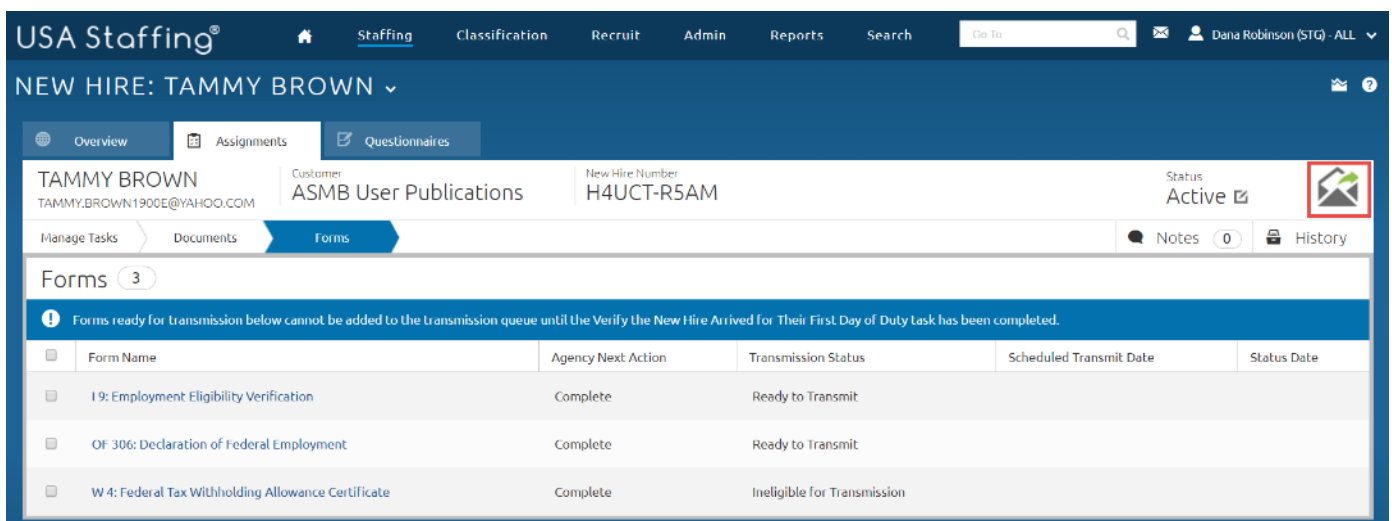 USA Staffing® Staffing Classification Recruit Admin Reports Search Go To Dana Robinson (STG) - ALL
NEW HIRE: TAMMY BROWN
Overview Assignments Questionnaires
TAMMY BROWN
TAMMY.BROWN1900E@YAHOO.COM
Customer
ASMB User Publications
New Hire Number
H4UCT-R5AM
Status
Active
Manage Tasks Documents Forms Notes 0 History
Forms 3
Forms ready for transmission below cannot be added to the transmission queue until the Verify the New Hire Arrived for Their First Day of Duty task has been completed.
Form Name Agency Next Action Transmission Status Scheduled Transmit Date Status Date
I 9: Employment Eligibility Verification Complete Ready to Transmit
OF 306: Declaration of Federal Employment Complete Ready to Transmit
W 4: Federal Tax Withholding Allowance Certificate Complete Ineligible for Transmission